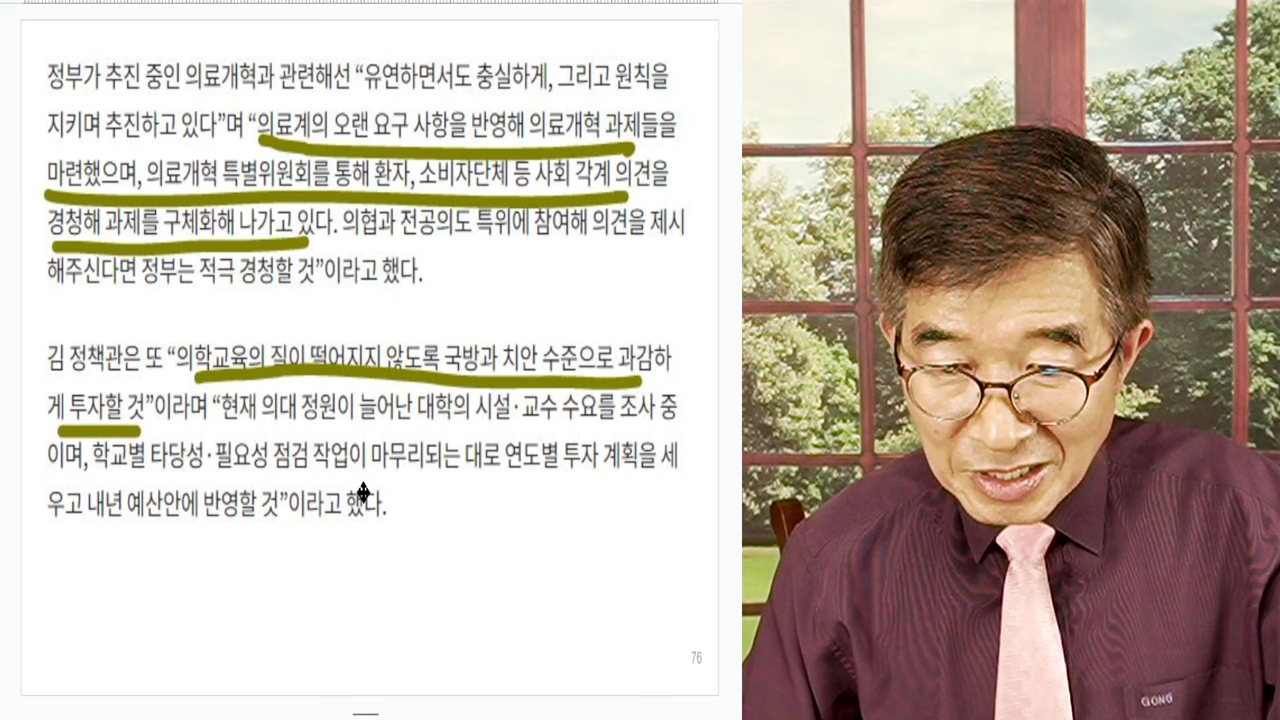 정부가 추진 중인 의료개혁과 관련해선 “유연하면서도 충실하게, 그리고 원칙을
지키며 추진하고 있다”며 “의료계의 오랜 요구 사항을 반영해 의료개혁 과제들을
마련했으며, 의료개혁 특별위원회를 통해 환자, 소비자단체 등 사회 각계 의견을
경청해 과제를 구체화해 나가고 있다. 의협과 전공의도 특위에 참여해 의견을 제시
해주신다면 정부는 적극 경청할 것”이라고 했다.
김 정책관은 또 “의학교육의 질이 떨어지지 않도록 국방과 치안 수준으로 과감하
게 투자할 것”이라며 “현재 의대 정원이 늘어난 대학의 시설·교수 수요를 조사 중
이며, 학교별 타당성·필요성 점검 작업이 마무리되는 대로 연도별 투자 계획을 세
우고 내년 예산안에 반영할 것”이라고 했다.
76
GONG